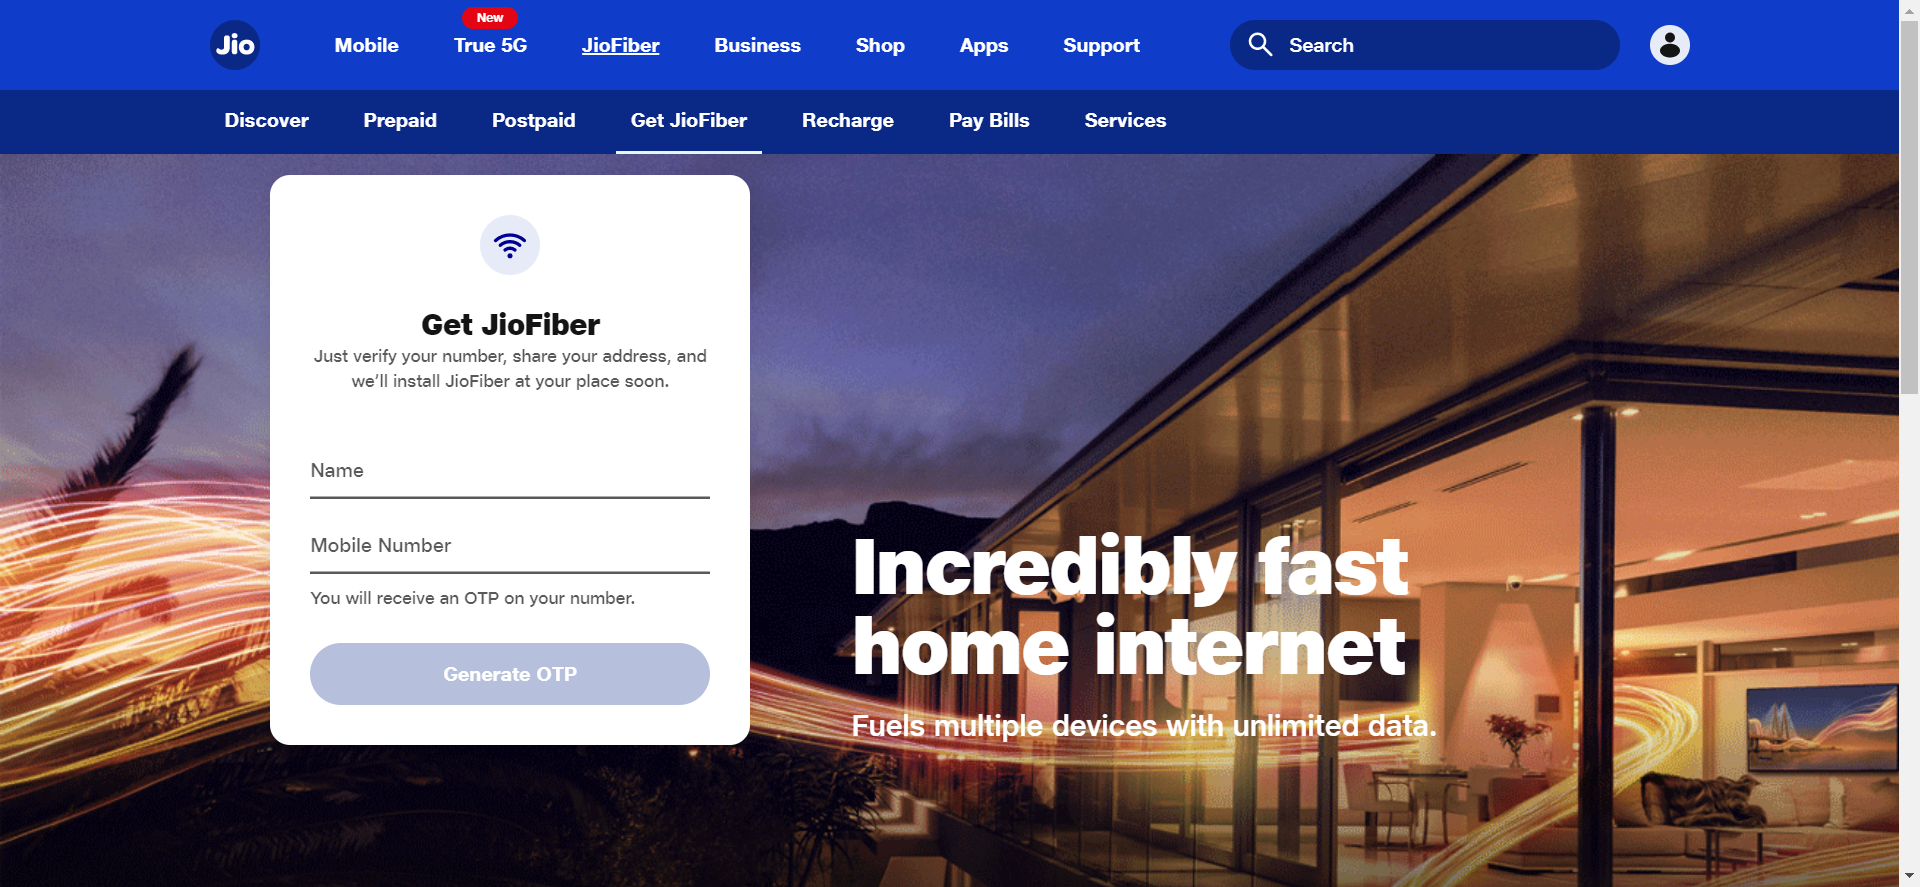 New
Jio
Mobile
True 5G
JioFiber
Business
Shop
Apps
Support
Search
Discover
Prepaid
Postpaid
Get JioFiber
Recharge
Pay Bills
Services
Get JioFiber
Just verify your number, share your address, and
we’ll install JioFiber at your place soon.
Name
Mobile Number
You will receive an OTP on your number.
Generate OTP
Incredibly fast
home internet
Fuels multiple devices with unlimited data.